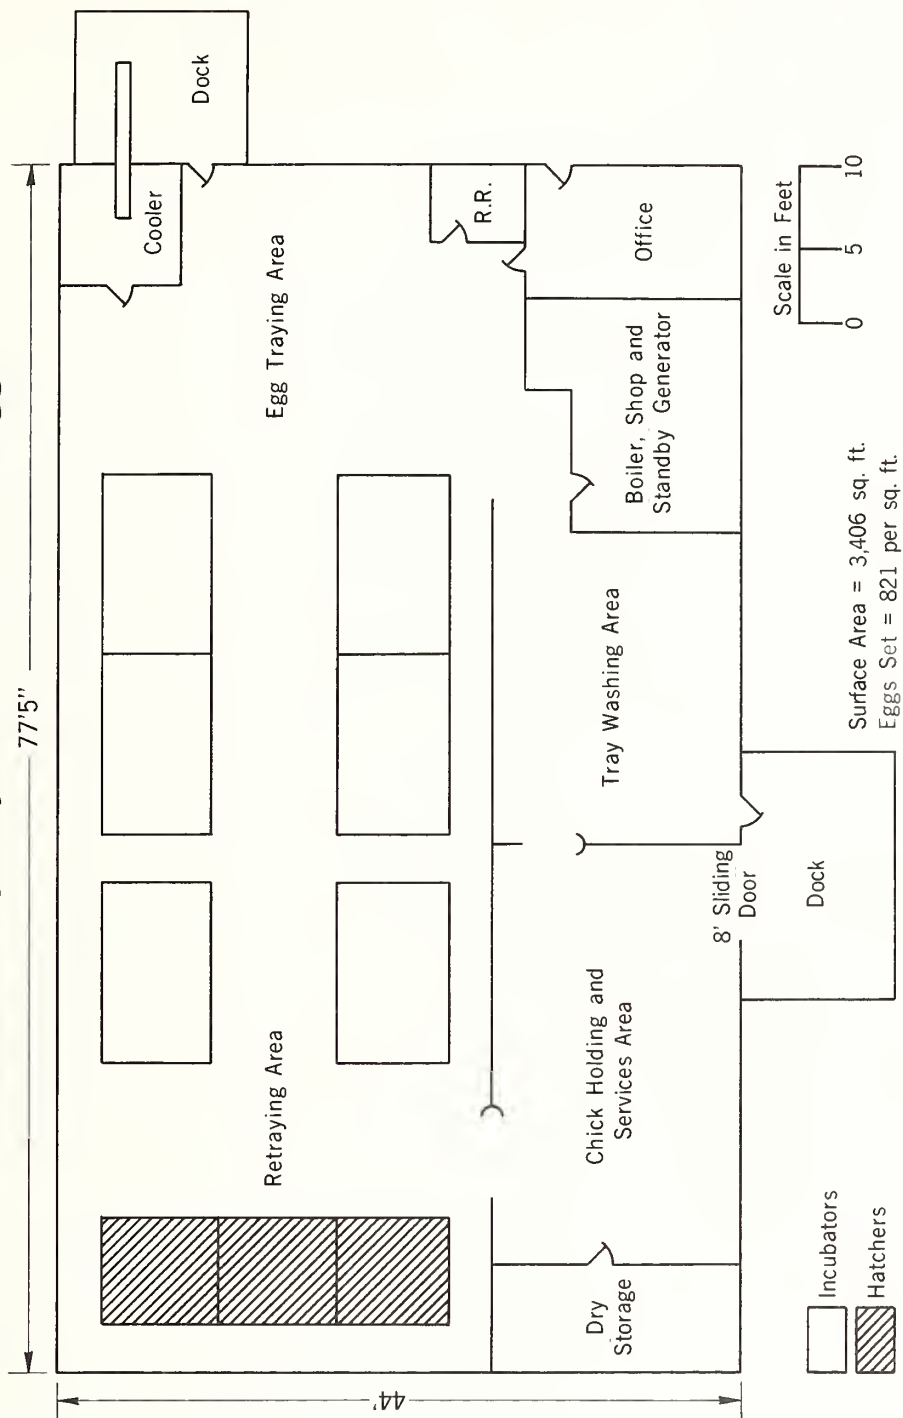 77'5"
44'
Dock
Cooler
Egg Traying Area
R.R.
Office
Boiler, Shop and
Standby Generator
Tray Washing Area
Retraying Area
Chick Holding and
Services Area
8' Sliding
Door
Dock
Dry
Storage
Incubators
Hatchers
Surface Area = 3,406 sq. ft.
Eggs Set = 821 per sq. ft.
Scale in Feet
0 5 10